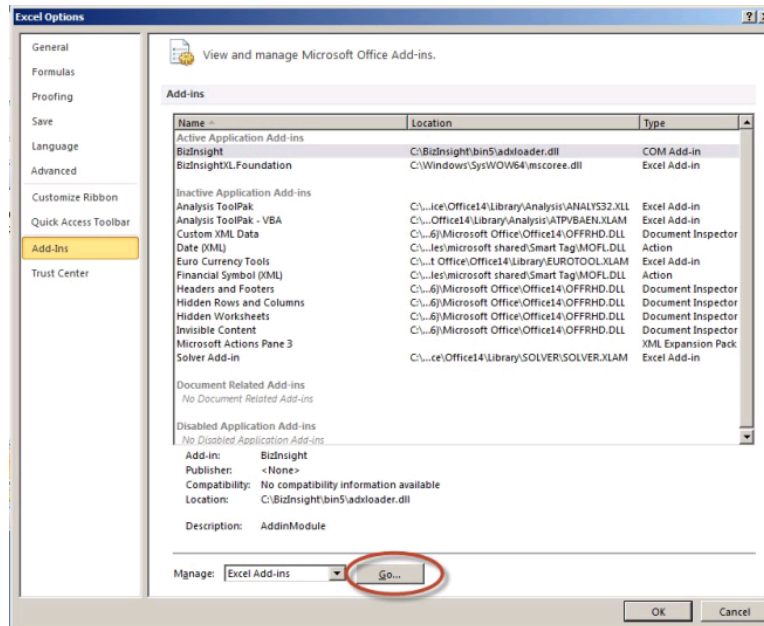 Excel Options
General
Formulas
Proofing
Save
Language
Advanced
Customize Ribbon
Quick Access Toolbar
Add-Ins
Trust Center
View and manage Microsoft Office Add-ins.
Add-ins
Name Location Type
Active Application Add-ins
BizInsight C:\BizInsight\bin5\adxloader.dll COM Add-in
BizInsightXL.Foundation C:\Windows\SysWOW64\mscoree.dll Excel Add-in
Inactive Application Add-ins
Analysis ToolPak C:\...ice\Office14\Library\Analysis\ANALYS32.XLL Excel Add-in
Analysis ToolPak - VBA C:\...Office14\Library\Analysis\ATPVBAEN.XLAM Excel Add-in
Custom XML Data C:\...6)\Microsoft Office\Office14\OFFRHD.DLL Document Inspector
Date (XML) C:\...les\microsoft shared\Smart Tag\MOFL.DLL Action
Euro Currency Tools C:\...t Office\Office14\Library\EUROTOOL.XLAM Excel Add-in
Financial Symbol (XML) C:\...les\microsoft shared\Smart Tag\MOFL.DLL Action
Headers and Footers C:\...6)\Microsoft Office\Office14\OFFRHD.DLL Document Inspector
Hidden Rows and Columns C:\...6)\Microsoft Office\Office14\OFFRHD.DLL Document Inspector
Hidden Worksheets C:\...6)\Microsoft Office\Office14\OFFRHD.DLL Document Inspector
Invisible Content C:\...6)\Microsoft Office\Office14\OFFRHD.DLL Document Inspector
Microsoft Actions Pane 3 XML Expansion Pack
Solver Add-in C:\...ce\Office14\Library\SOLVER\SOLVER.XLAM Excel Add-in
Document Related Add-ins
No Document Related Add-ins
Disabled Application Add-ins
No Disabled Application Add-ins
Add-in: BizInsight
Publisher: <None>
Compatibility: No compatibility information available
Location: C:\BizInsight\bin5\adxloader.dll
Description: AddinModule
Manage: Excel Add-ins Go...
OK Cancel